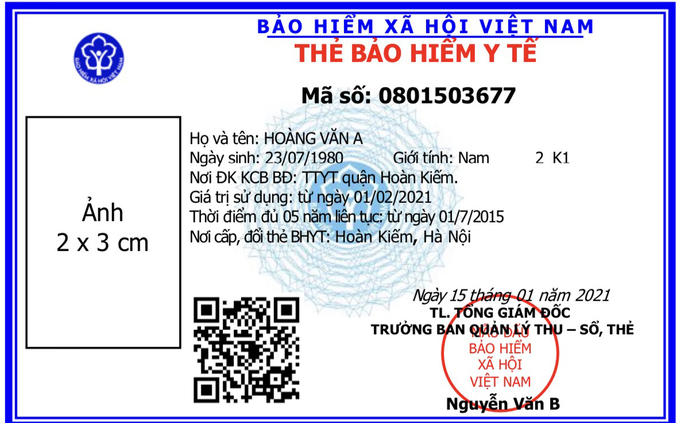 BẢO HIỂM XÃ HỘI VIỆT NAM
THẺ BẢO HIỂM Y TẾ
BẢO HIỂM XÃ HỘI VIỆT NAM
Mã số: 0801503677
Ảnh
2 x 3 cm
Họ và tên: HOÀNG VĂN A
Ngày sinh: 23/07/1980 Giới tính: Nam 2 K1
Nơi ĐK KCB BĐ: TTYT quận Hoàn Kiếm.
Giá trị sử dụng: từ ngày 01/02/2021
Thời điểm đủ 05 năm liên tục: từ ngày 01/7/2015
Nơi cấp, đổi thẻ BHYT: Hoàn Kiếm, Hà Nội
Ngày 15 tháng 01 năm 2021
TL. TỔNG GIÁM ĐỐC
TRƯỞNG BAN QUẢN LÝ THU – SỔ, THẺ
DẤU
BẢO HIỂM
XÃ HỘI
VIỆT NAM
Nguyễn Văn B